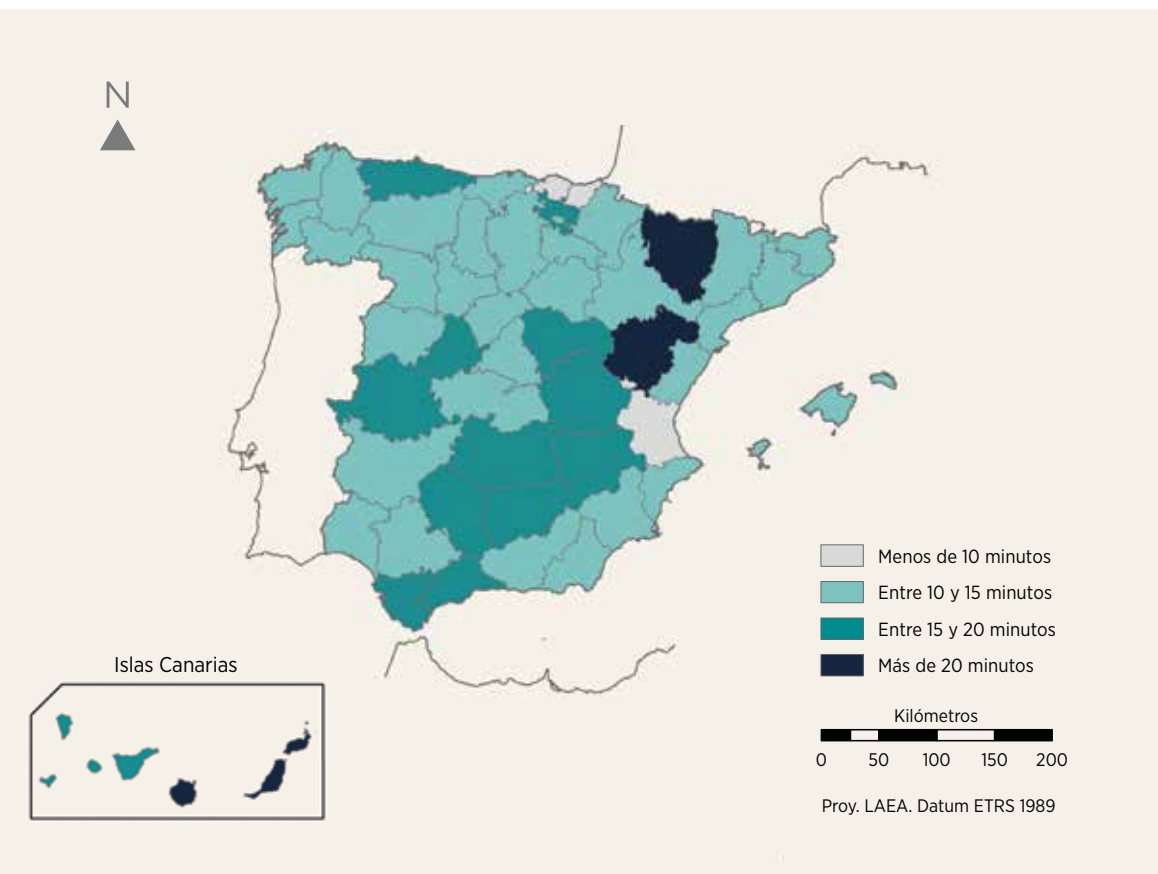 N
Menos de 10 minutos
Entre 10 y 15 minutos
Entre 15 y 20 minutos
Más de 20 minutos
Islas Canarias
Kilómetros
0 50 100 150 200
Proy. LAEA. Datum ETRS 1989